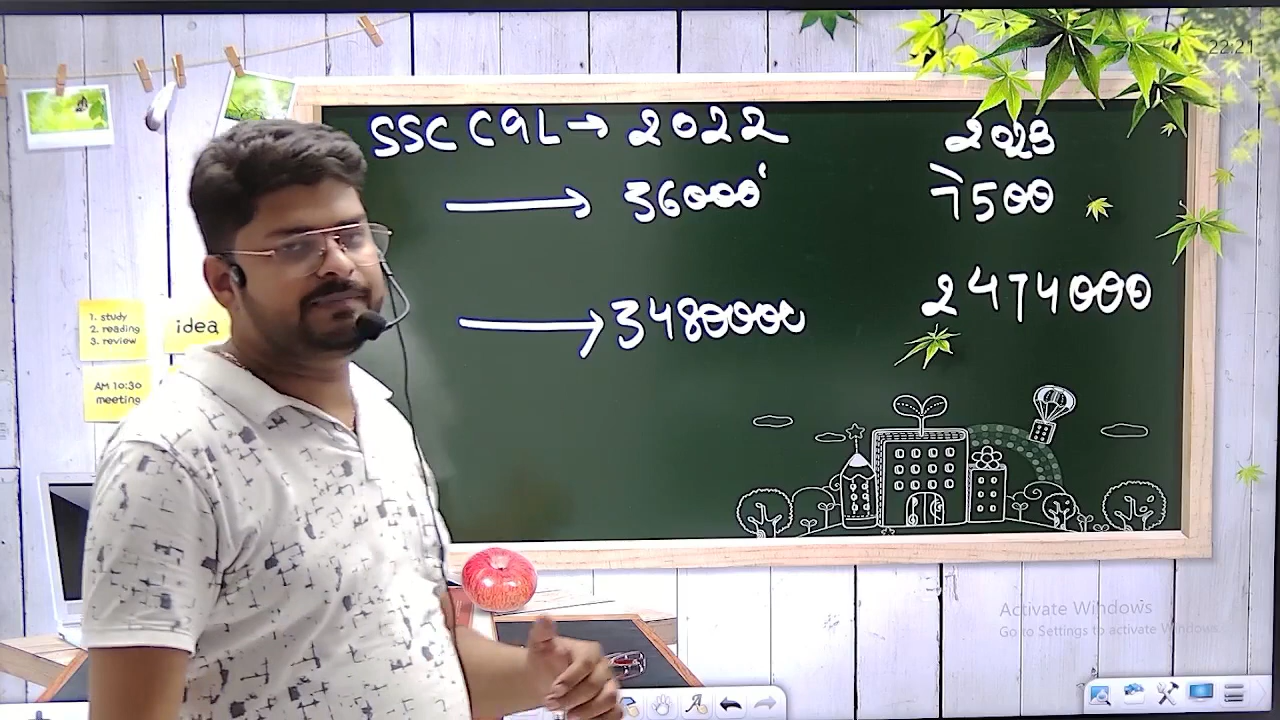 22:21
SSC CGL → 2022 2023
→ 36000 7500
→ 3480000 2474000
1. study
2. reading
3. review
idea
AM 10:30
meeting
Activate Windows
Go to Settings to activate Windows.